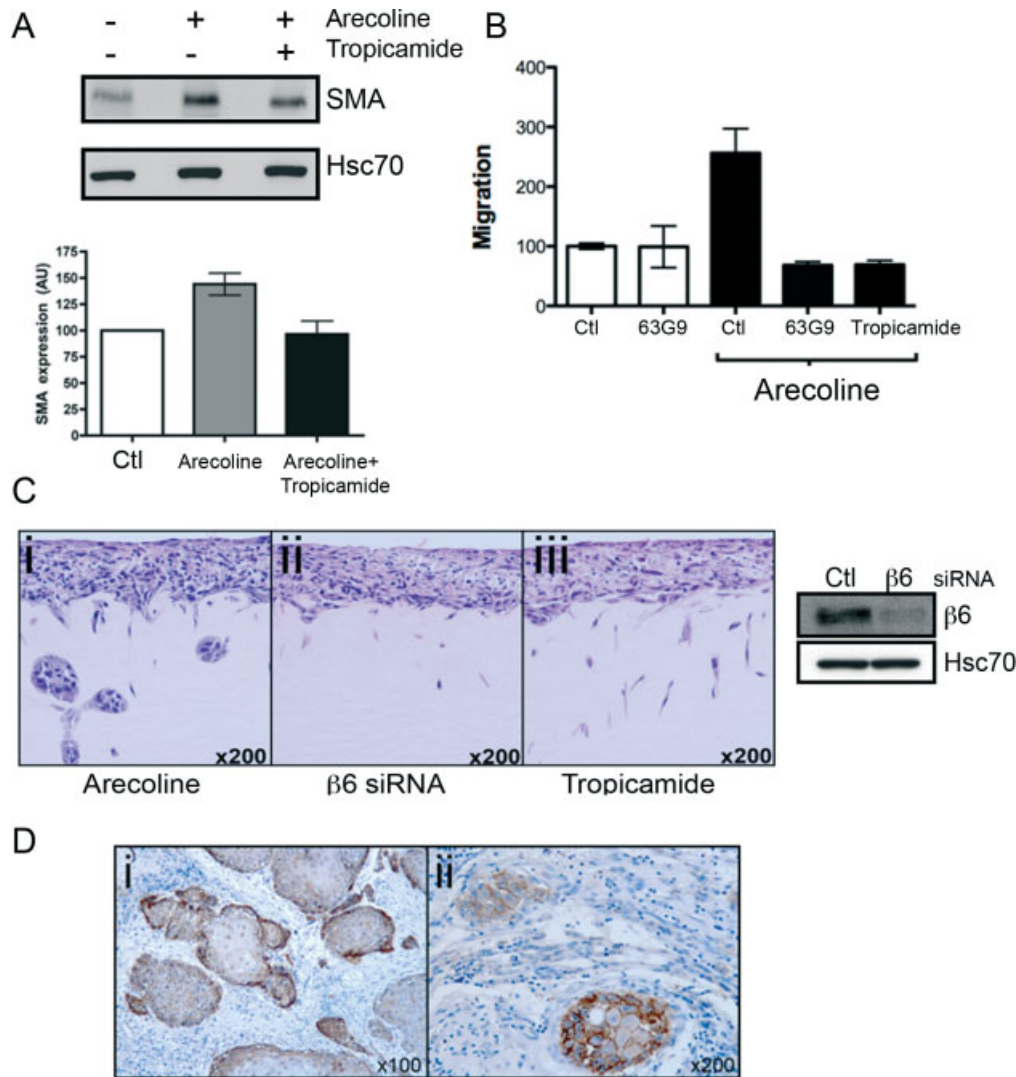 A
- + + Arecoline
- - + Tropicamide
SMA
Hsc70
SMA expression (AU)
175
150
125
100
75
50
25
0
Ctl Arecoline Arecoline+
Tropicamide
B
Migration
400
300
200
100
0
Ctl 63G9 Ctl 63G9 Tropicamide
Arecoline
C
i ii iii
x200 x200 x200
Arecoline β6 siRNA Tropicamide
Ctl β6 siRNA
β6
Hsc70
D
i ii
x100 x200